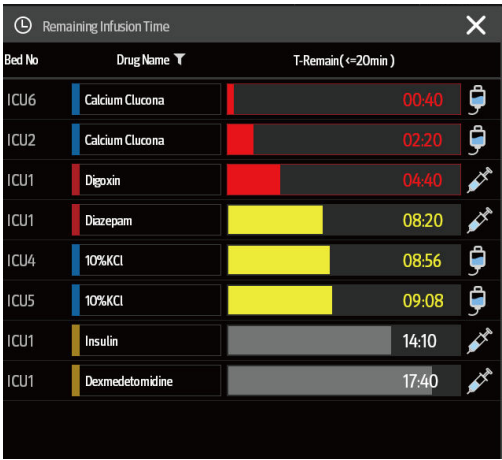 Remaining Infusion Time
Bed No Drug Name T-Remain( <=20min )
ICU6 Calcium Clucona 00:40
ICU2 Calcium Clucona 02:20
ICU1 Digoxin 04:40
ICU1 Diazepam 08:20
ICU4 10%KCl 08:56
ICU5 10%KCl 09:08
ICU1 Insulin 14:10
ICU1 Dexmedetomidine 17:40